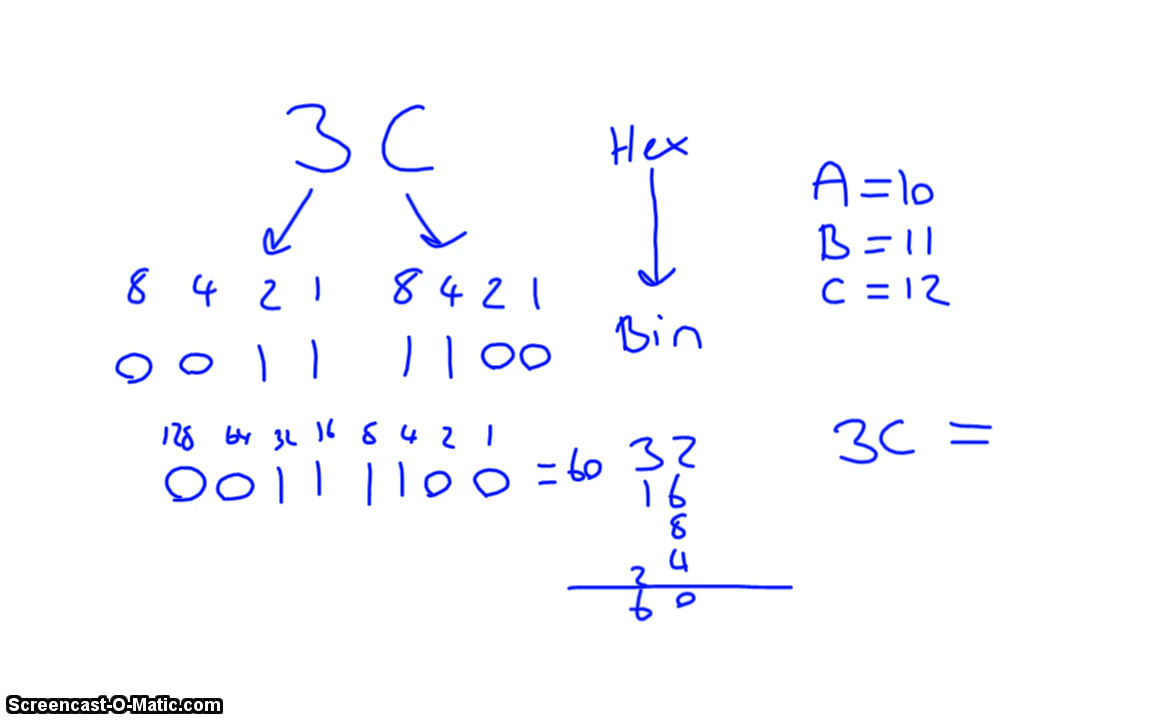 3 C
8 4 2 1 8 4 2 1
0 0 1 1 1 1 0 0
128 64 32 16 8 4 2 1
0 0 1 1 1 1 0 0 = 60
32
16
8
4
2
60
Hex
Bin
A = 10
B = 11
C = 12
3C =
Screencast-O-Matic.com